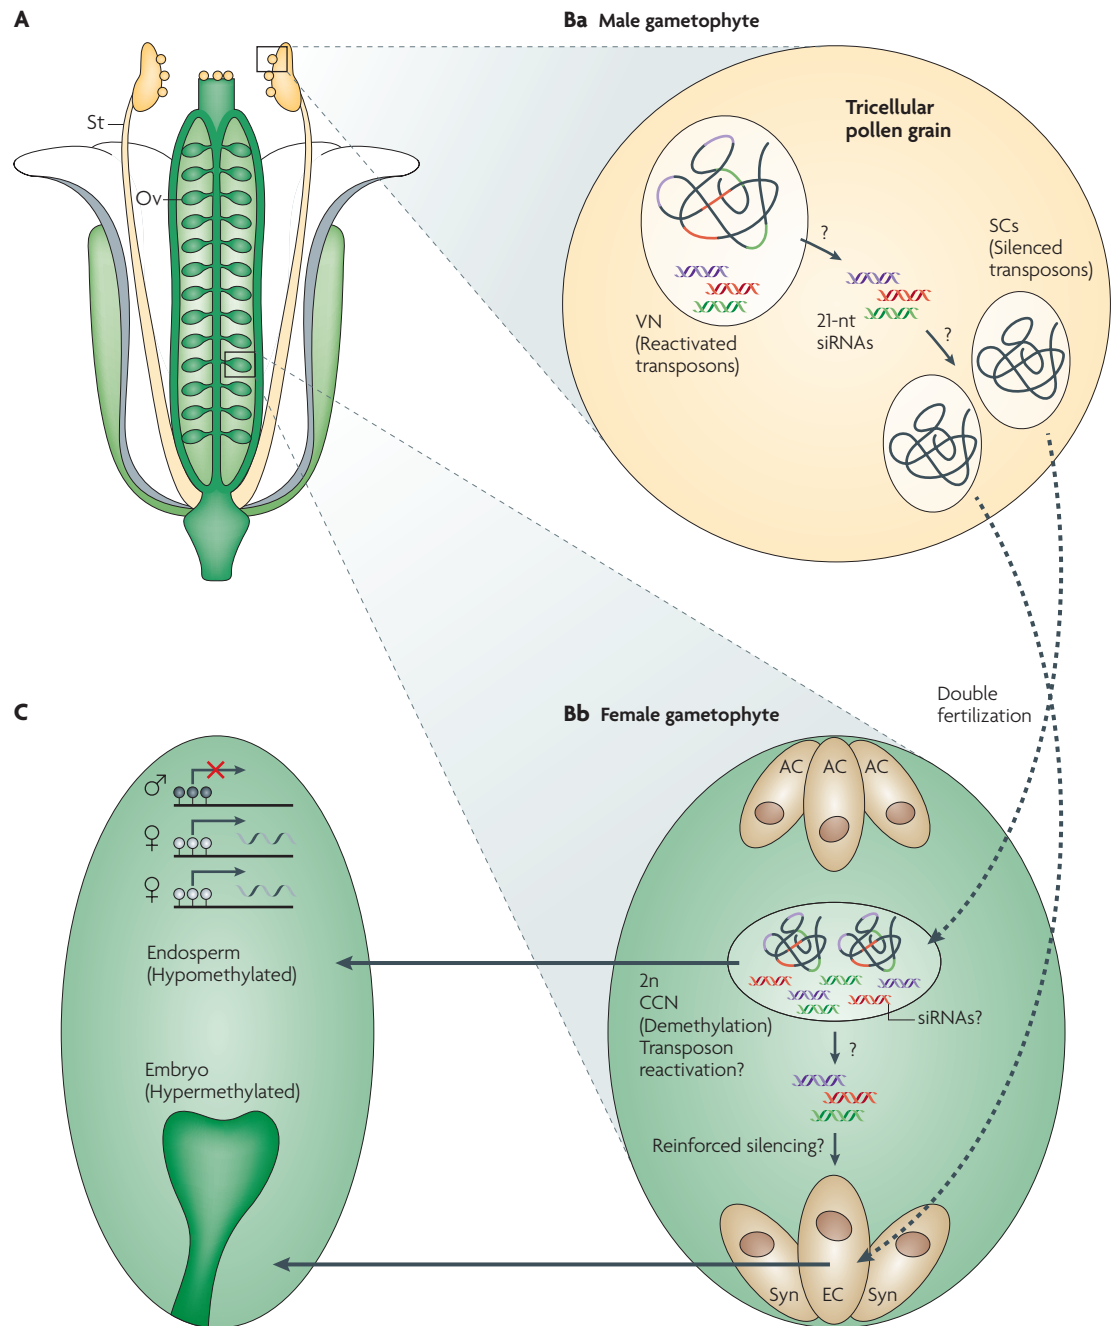 A
St
Ov
Ba Male gametophyte
Tricellular
pollen grain
VN
(Reactivated
transposons)
?
21-nt
siRNAs
?
SCs
(Silenced
transposons)
Double
fertilization
Bb Female gametophyte
AC
AC
AC
2n
CCN
(Demethylation)
Transposon
reactivation?
siRNAs?
?
Reinforced silencing?
Syn
EC
Syn
C
♂
♀
♀
Endosperm
(Hypomethylated)
Embryo
(Hypermethylated)